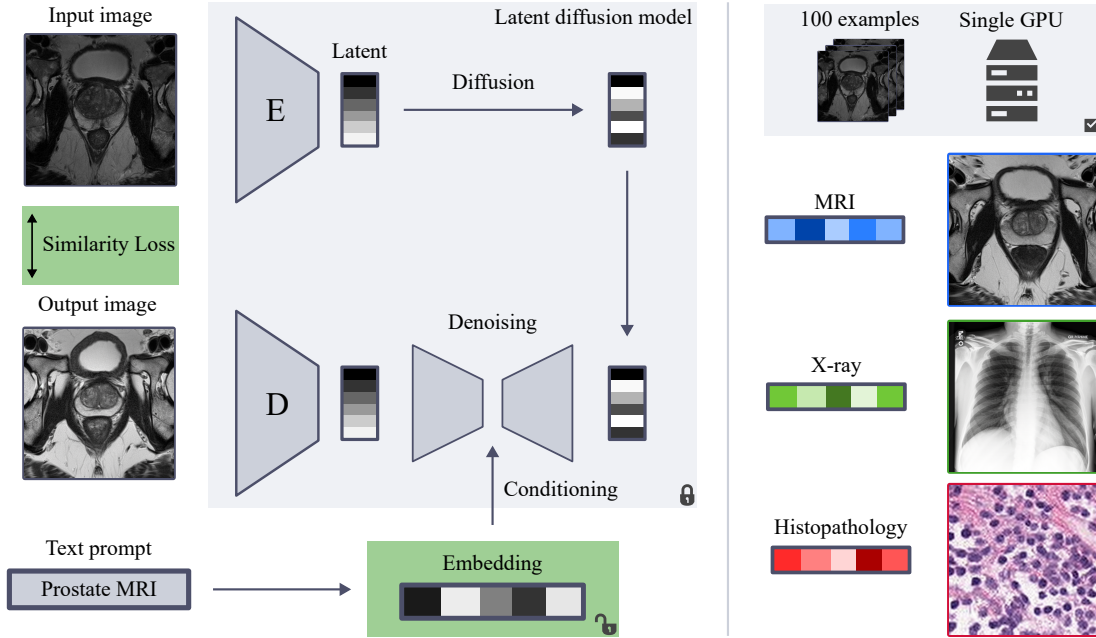 Input image
Similarity Loss
Output image
Text prompt
Prostate MRI
Latent diffusion model
E
Latent
Diffusion
Denoising
D
Conditioning
Embedding
100 examples
Single GPU
MRI
X-ray
Histopathology